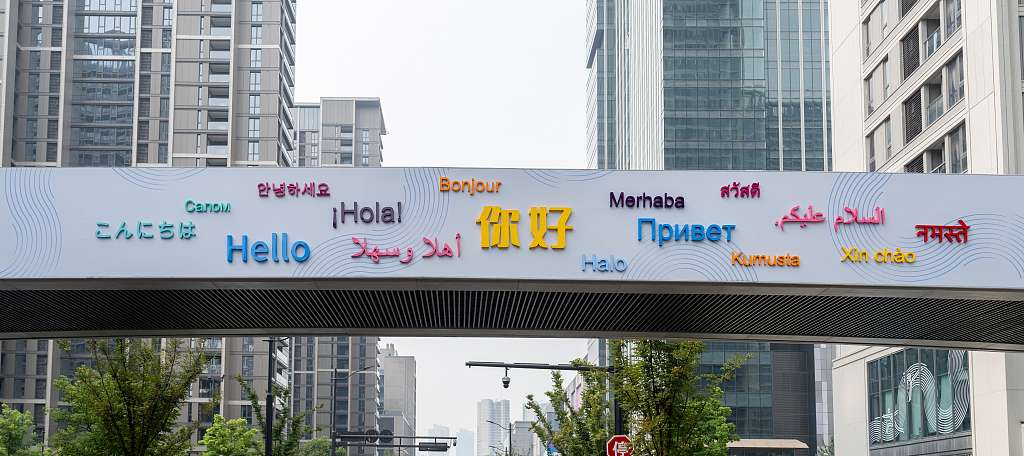 こんにちは
Салом
Hello
안녕하세요
¡Hola!
أهلا وسهلا
Bonjour
你好
Halo
Merhaba
Привет
สวัสดี
Kumusta
السلام عليكم.
Xin chào
नमस्ते
停